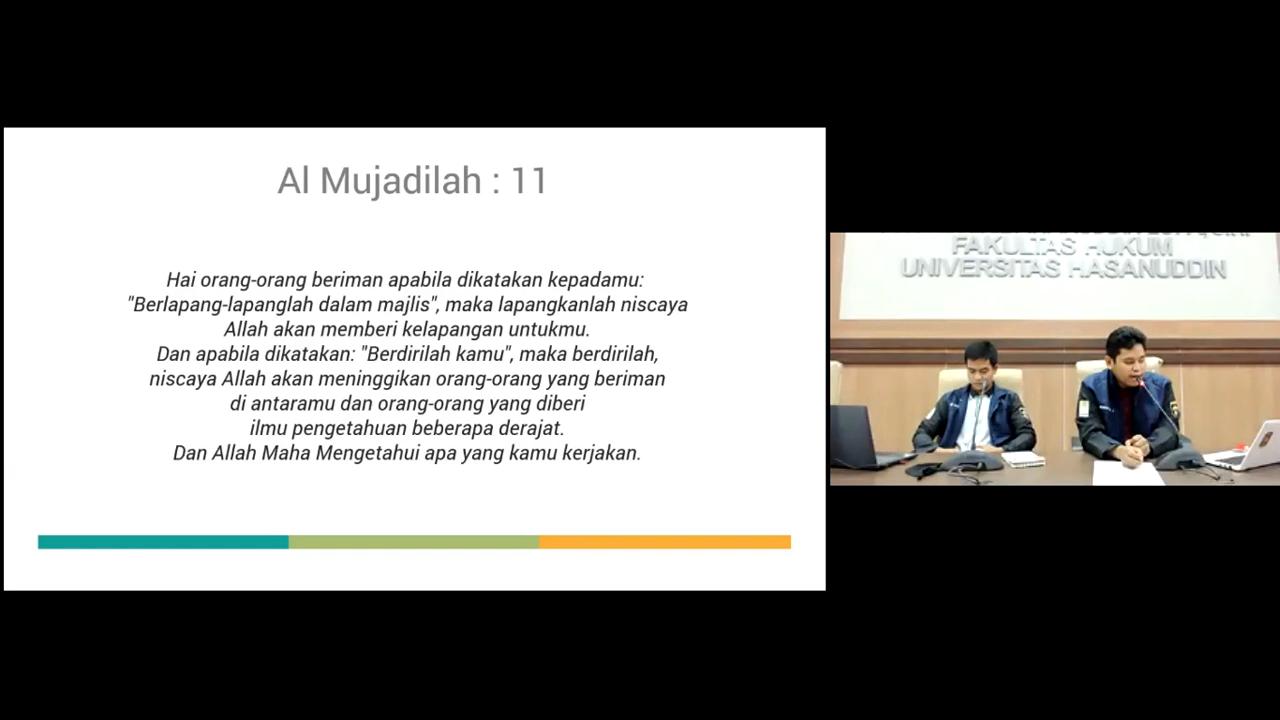 Al Mujadilah : 11
Hai orang-orang beriman apabila dikatakan kepadamu:
"Berlapang-lapanglah dalam majlis", maka lapangkanlah niscaya
Allah akan memberi kelapangan untukmu.
Dan apabila dikatakan: "Berdirilah kamu", maka berdirilah,
niscaya Allah akan meninggikan orang-orang yang beriman
di antaramu dan orang-orang yang diberi
ilmu pengetahuan beberapa derajat.
Dan Allah Maha Mengetahui apa yang kamu kerjakan.
FAKULTAS HUKUM
UNIVERSITAS HASANUDDIN